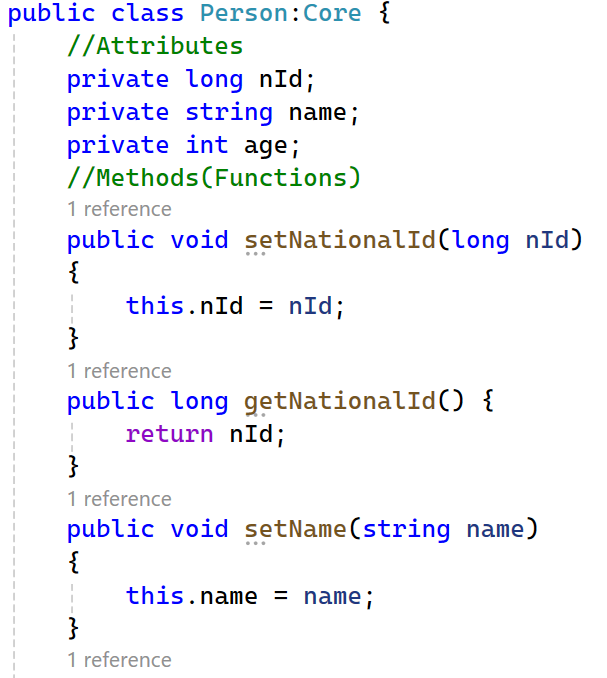 public class Person:Core {
//Attributes
private long nId;
private string name;
private int age;
//Methods(Functions)
1 reference
public void setNationalId(long nId)
{
this.nId = nId;
}
1 reference
public long getNationalId() {
return nId;
}
1 reference
public void setName(string name)
{
this.name = name;
}
1 reference